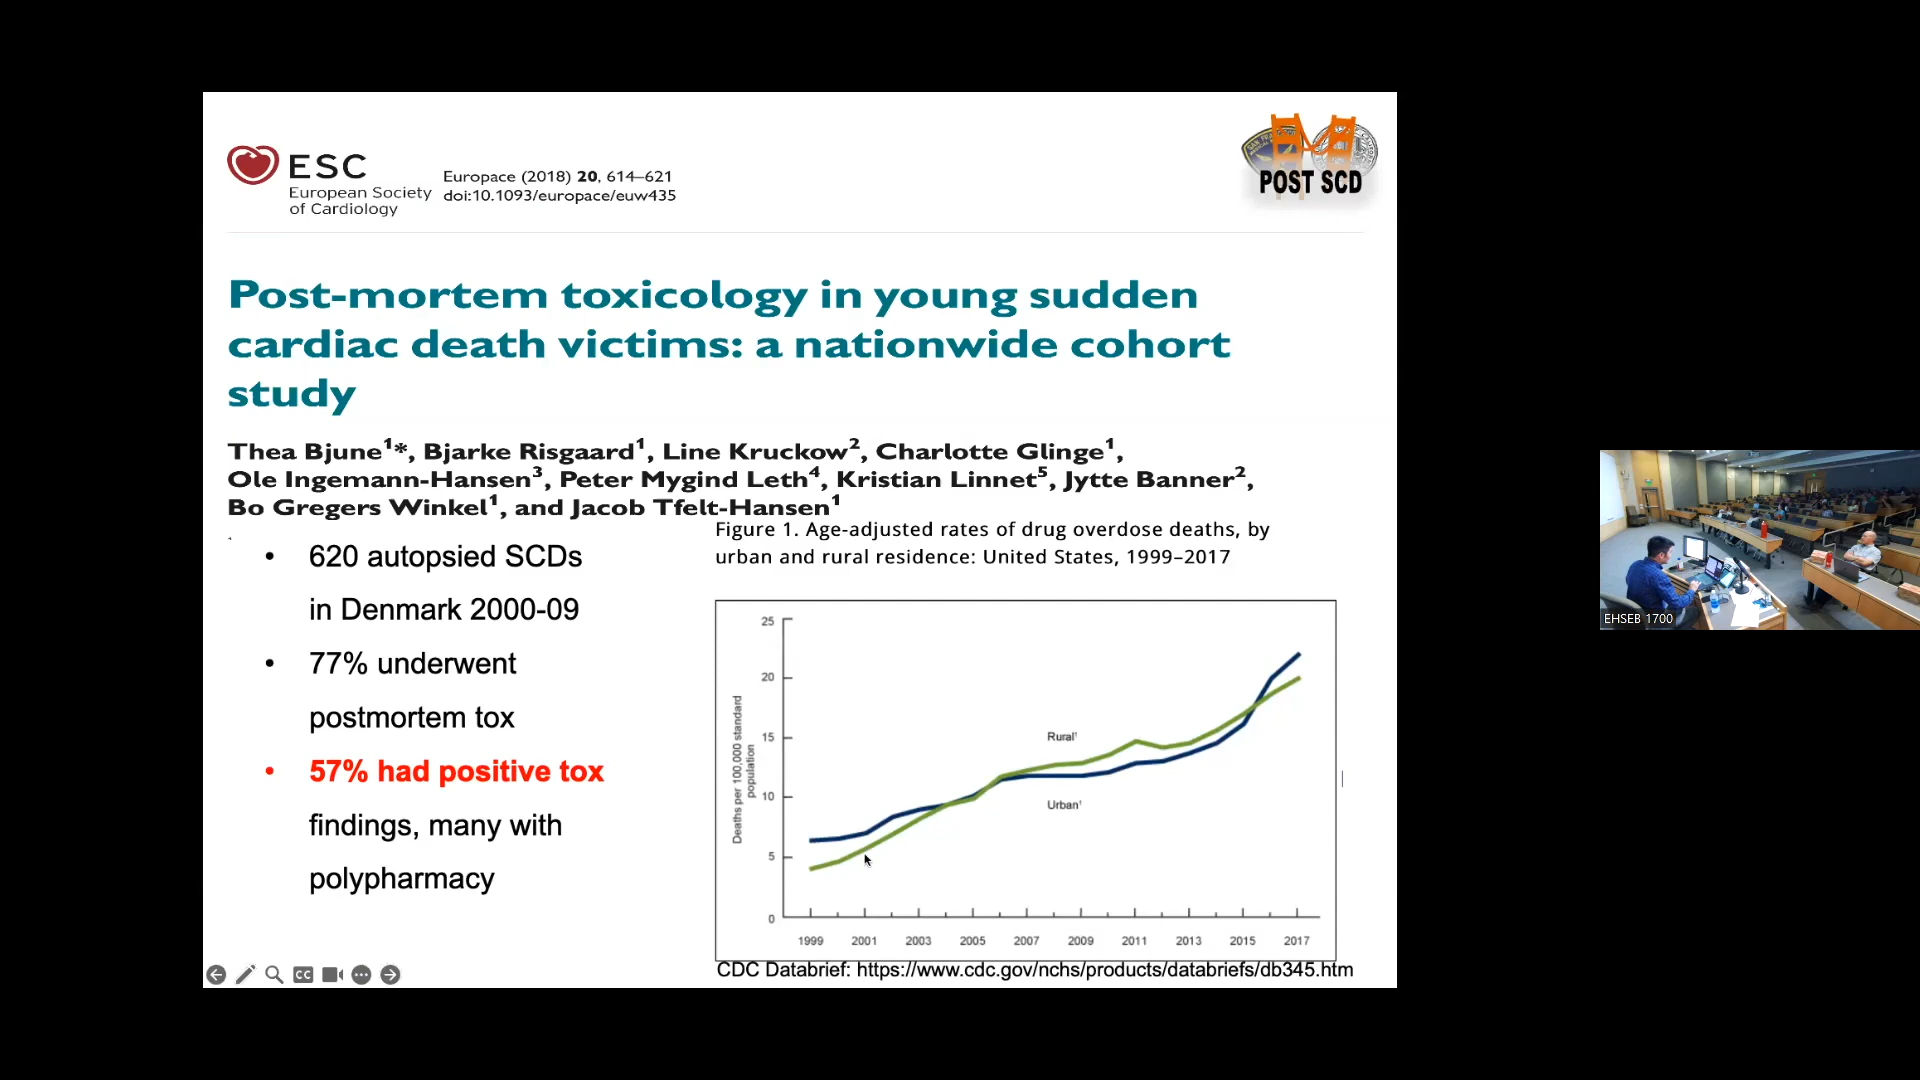 ESC
European Society
of Cardiology
Europace (2018) 20, 614–621
doi:10.1093/europace/euw435
POST SCD
Post-mortem toxicology in young sudden
cardiac death victims: a nationwide cohort
study
Thea Bjune1*, Bjarke Risgaard1, Line Kruckow2, Charlotte Glinge1,
Ole Ingemann-Hansen3, Peter Mygind Leth4, Kristian Linnet5, Jytte Banner2,
Bo Gregers Winkel1, and Jacob Tfelt-Hansen1
• 620 autopsied SCDs
in Denmark 2000-09
• 77% underwent
postmortem tox
• 57% had positive tox
findings, many with
polypharmacy
Figure 1. Age-adjusted rates of drug overdose deaths, by
urban and rural residence: United States, 1999–2017
Deaths per 100,000 standard
population
25
20
15
10
5
0
Rural1
Urban1
1999 2001 2003 2005 2007 2009 2011 2013 2015 2017
CDC Databrief: https://www.cdc.gov/nchs/products/databriefs/db345.htm
CC
EHSEB 1700